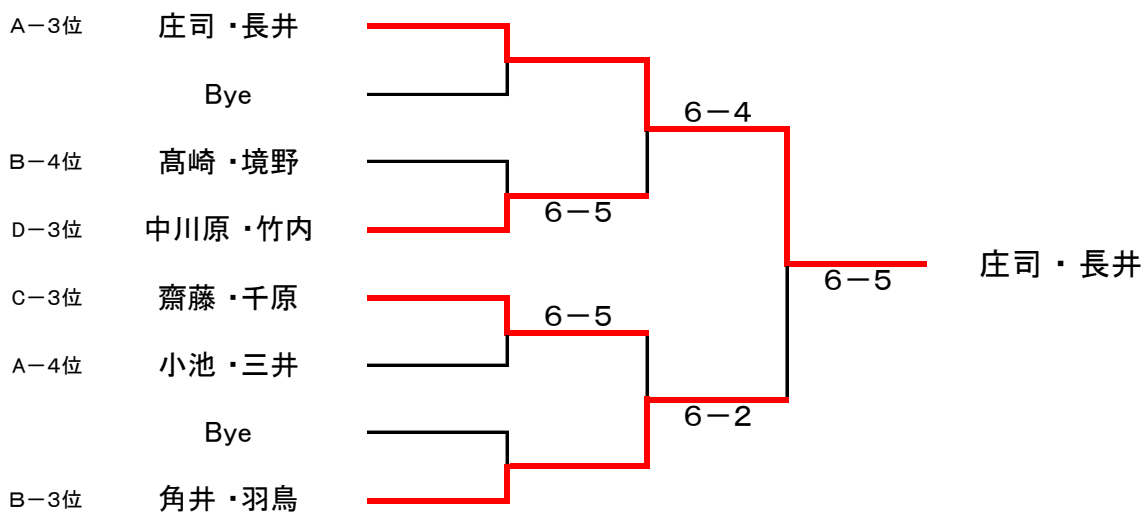 A－3位 庄司・長井
Bye
6－4
B－4位 髙崎・境野
6－5
D－3位 中川原・竹内
庄司・長井
6－5
C－3位 齋藤・千原
6－5
A－4位 小池・三井
6－2
Bye
B－3位 角井・羽鳥